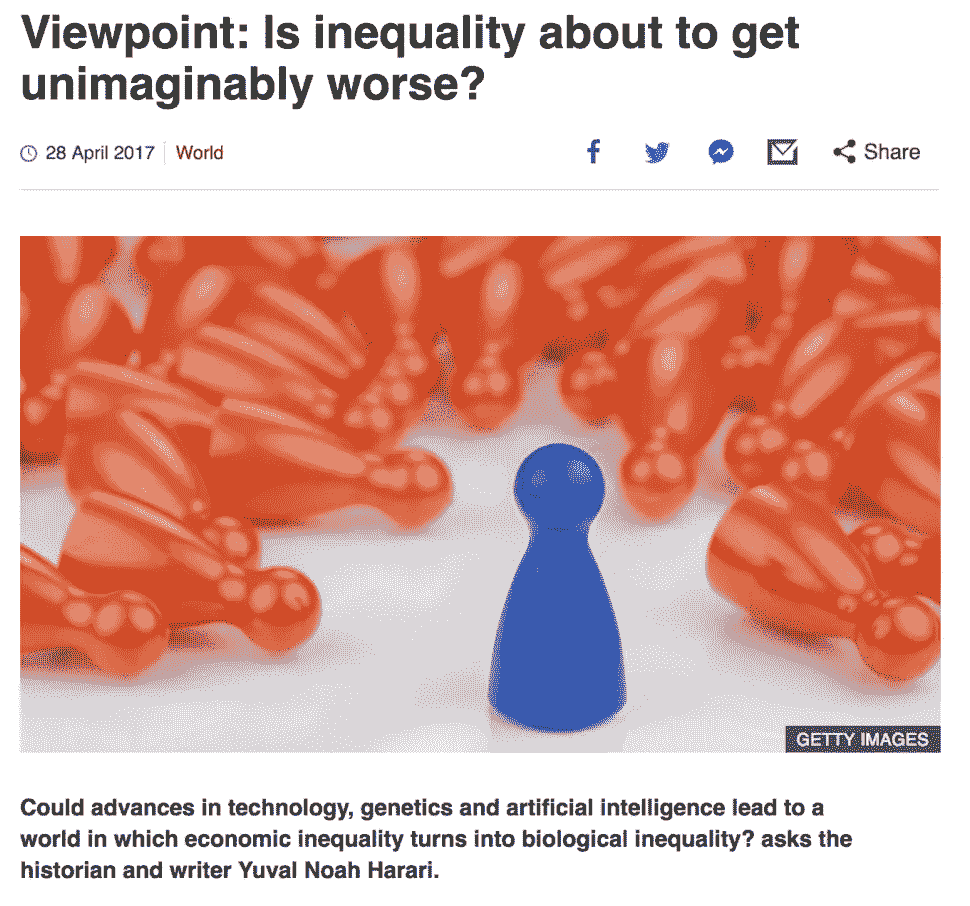 Viewpoint: Is inequality about to get
unimaginably worse?
28 April 2017 World Share
GETTY IMAGES
Could advances in technology, genetics and artificial intelligence lead to a
world in which economic inequality turns into biological inequality? asks the
historian and writer Yuval Noah Harari.